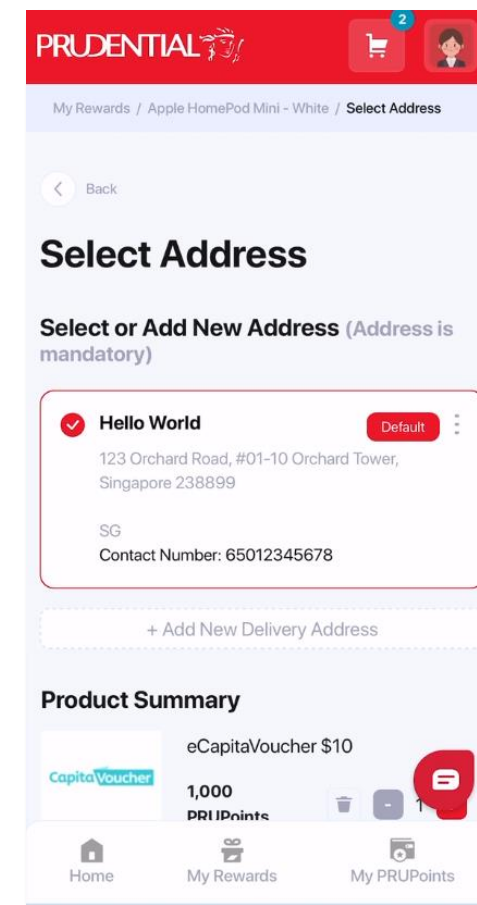 PRUDENTIAL
2
My Rewards / Apple HomePod Mini - White / Select Address
Back
Select Address
Select or Add New Address (Address is
mandatory)
Hello World
Default
123 Orchard Road, #01-10 Orchard Tower,
Singapore 238899
SG
Contact Number: 65012345678
+ Add New Delivery Address
Product Summary
eCapitaVoucher $10
CapitaVoucher
1,000
PRUPoints
- 1
Home
My Rewards
My PRUPoints